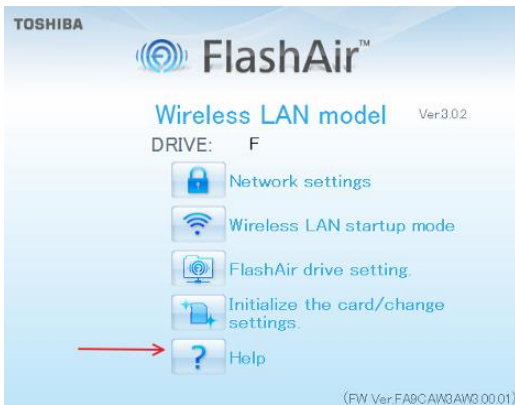 TOSHIBA
FlashAir™
Wireless LAN model Ver3.02
DRIVE: F
Network settings
Wireless LAN startup mode
FlashAir drive setting.
Initialize the card/change
settings.
?
Help
(FW Ver.FA9CAW3AW3.00.01)